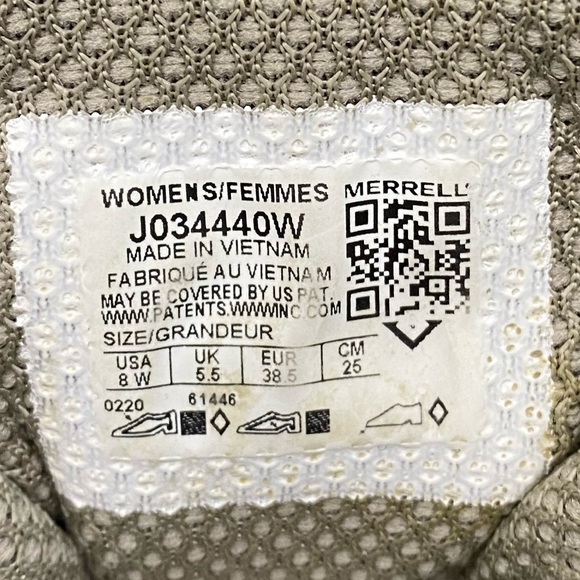 WOMENS/FEMMES MERRELL
J034440W
MADE IN VIETNAM
FABRIQUÉ AU VIETNAM
MAY BE COVERED BY US PAT.
WWW.PATENTS.WWWINC.COM
SIZE/GRANDEUR
USA UK EUR CM
8 W 5.5 38.5 25
0220 61446